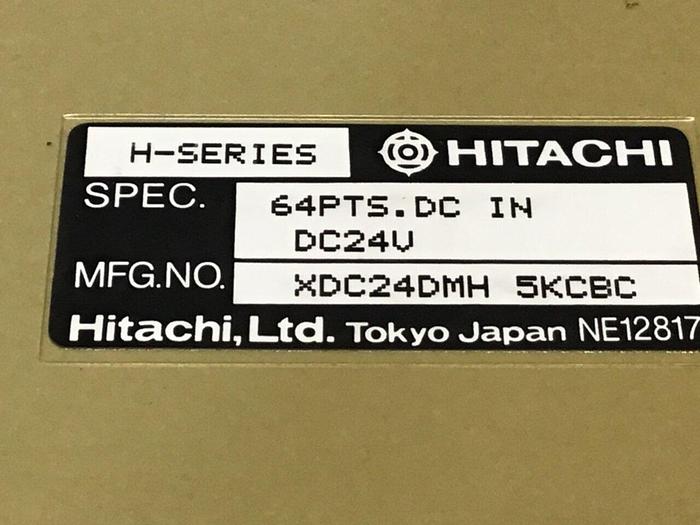 H-SERIES HITACHI
SPEC. 64PTS.DC IN
DC24V
MFG.NO. XDC24DMH 5KCBC
Hitachi, Ltd. Tokyo Japan NE12817